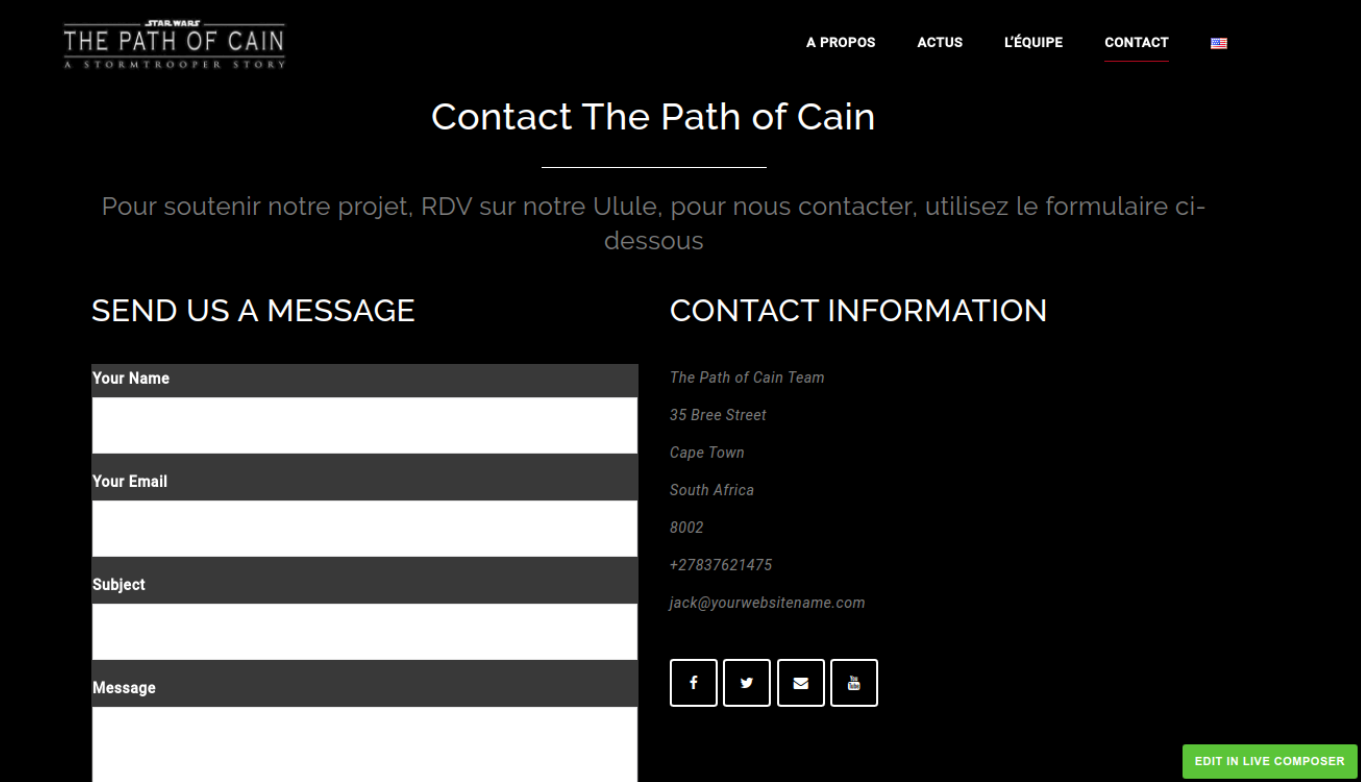 STAR WARS
THE PATH OF CAIN
A STORMTROOPER STORY
A PROPOS
ACTUS
L'ÉQUIPE
CONTACT
Contact The Path of Cain
Pour soutenir notre projet, RDV sur notre Ulule, pour nous contacter, utilisez le formulaire ci-
dessous
SEND US A MESSAGE
Your Name
Your Email
Subject
Message
CONTACT INFORMATION
The Path of Cain Team
35 Bree Street
Cape Town
South Africa
8002
+27837621475
jack@yourwebsitename.com
You
Tube
EDIT IN LIVE COMPOSER